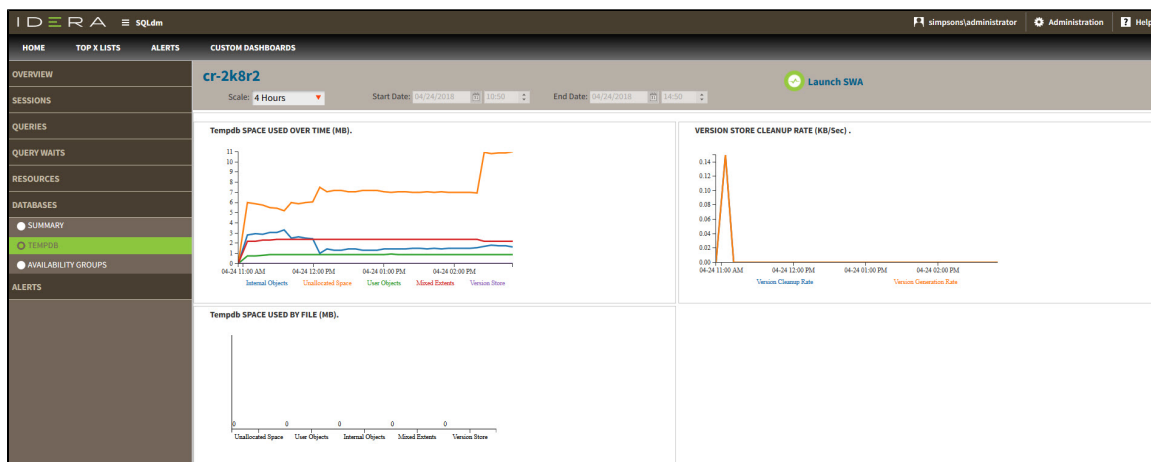 IDERA ≡ SQLdm simpsons\administrator Administration ? Help
HOME TOP X LISTS ALERTS CUSTOM DASHBOARDS
OVERVIEW
SESSIONS
QUERIES
QUERY WAITS
RESOURCES
DATABASES
SUMMARY
TEMPDB
AVAILABILITY GROUPS
ALERTS
cr-2k8r2
Launch SWA
Scale: 4 Hours Start Date: 04/24/2018 10:50 End Date: 04/24/2018 14:50
Tempdb SPACE USED OVER TIME (MB).
11
10
9
8
7
6
5
4
3
2
1
0
04-24 11:00 AM 04-24 12:00 PM 04-24 01:00 PM 04-24 02:00 PM
Internal Objects Unallocated Space User Objects Mixed Extents Version Store
VERSION STORE CLEANUP RATE (KB/Sec) .
0.14
0.12
0.10
0.08
0.06
0.04
0.02
0.00
04-24 11:00 AM 04-24 12:00 PM 04-24 01:00 PM 04-24 02:00 PM
Version Cleanup Rate Version Generation Rate
Tempdb SPACE USED BY FILE (MB).
0 0 0 0 0
Unallocated Space User Objects Internal Objects Mixed Extents Version Store